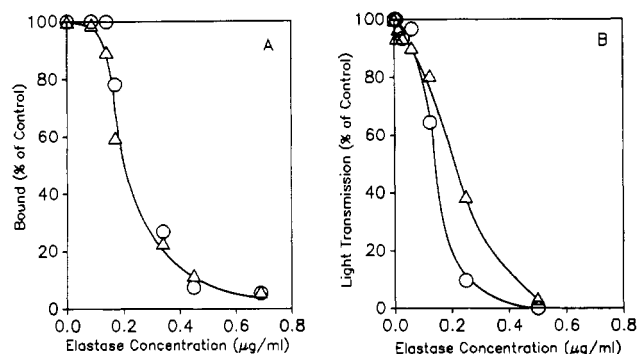 A
Bound (% of Control)
100
80
60
40
20
0
0.0 0.2 0.4 0.6 0.8
Elastase Concentration (μg/ml)
B
Light Transmission (% of Control)
100
80
60
40
20
0
0.0 0.2 0.4 0.6 0.8
Elastase Concentration (μg/ml)